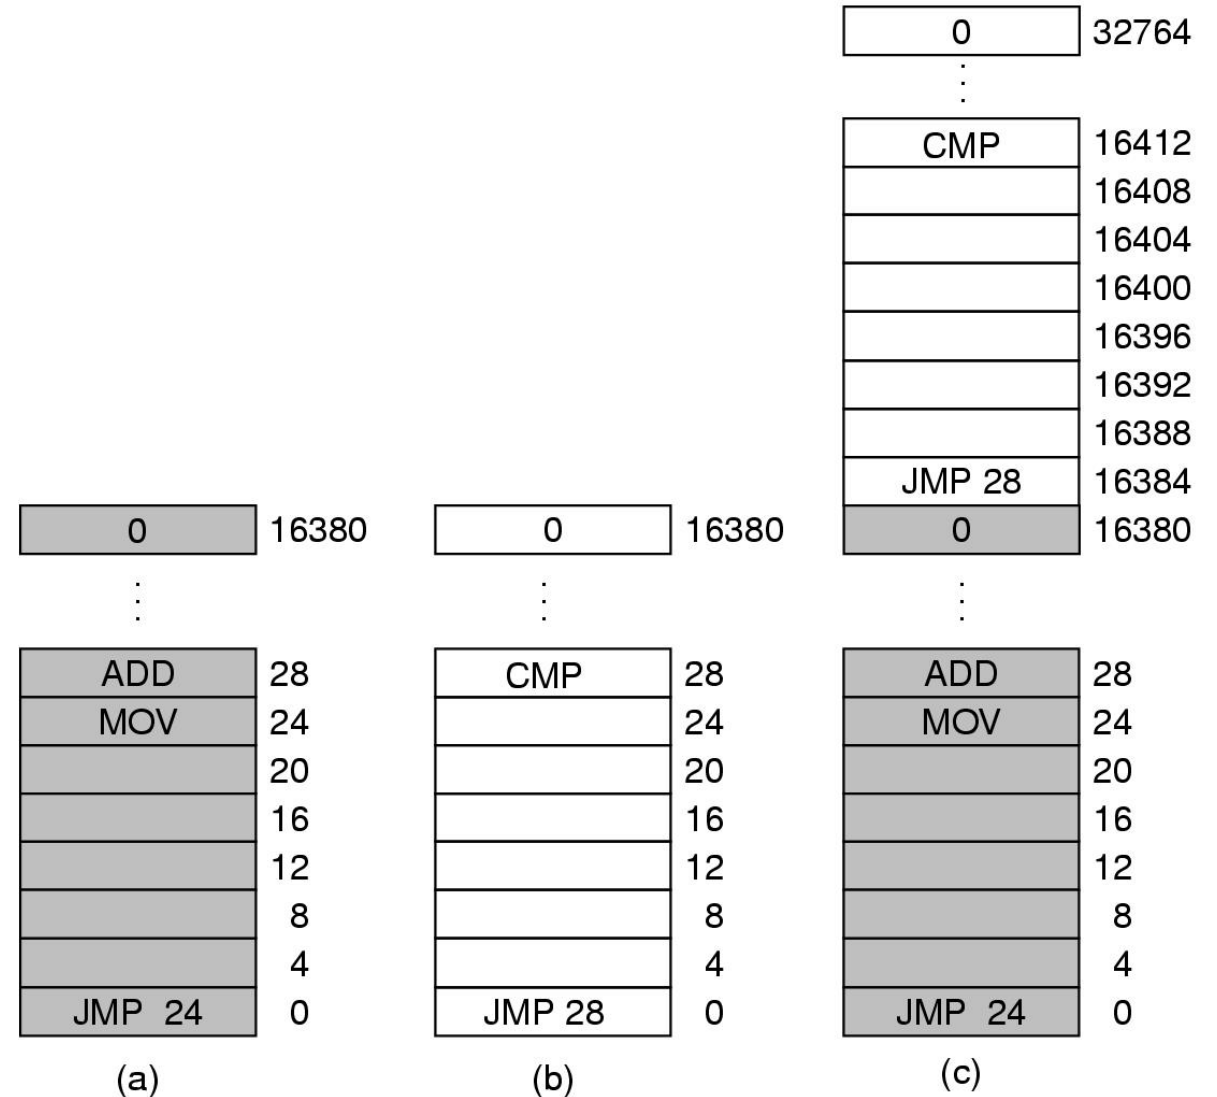 0 32764
CMP 16412
16408
16404
16400
16396
16392
16388
JMP 28 16384
0 16380 0 16380 0 16380
ADD 28 CMP 28 ADD 28
MOV 24 24 MOV 24
20 20 20
16 16 16
12 12 12
8 8 8
4 4 4
JMP 24 0 JMP 28 0 JMP 24 0
(a) (b) (c)